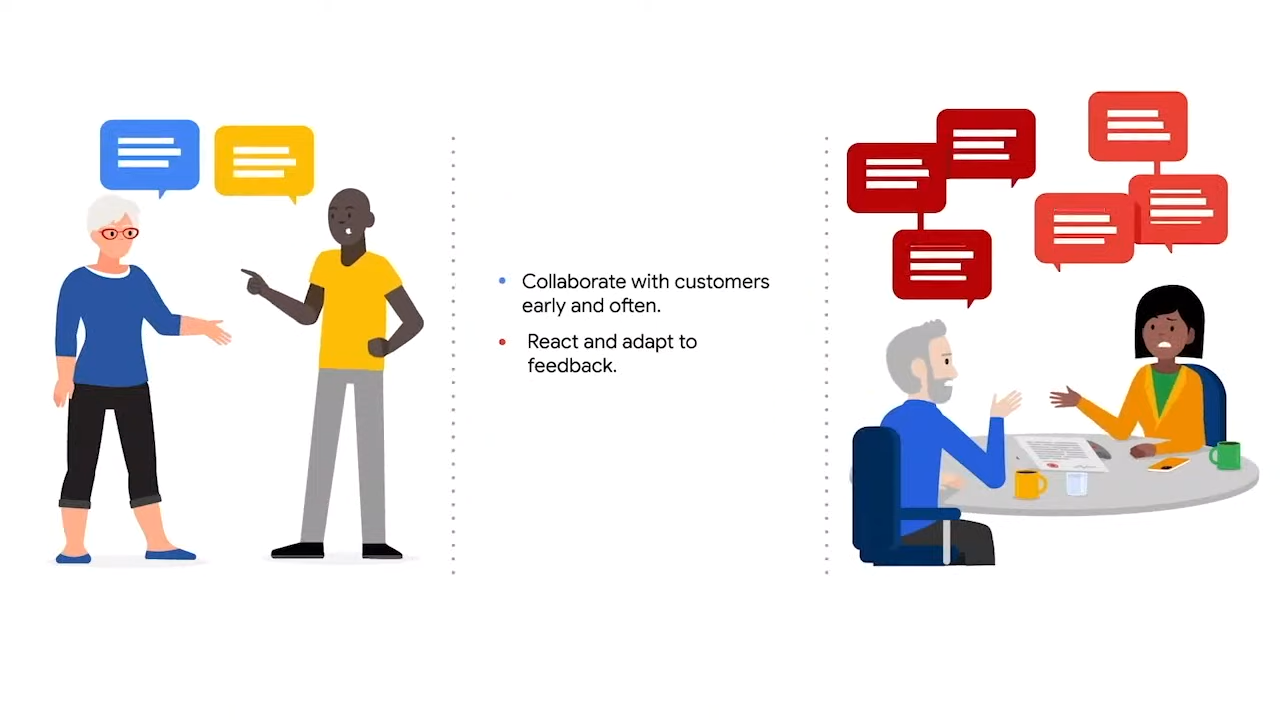 Collaborate with customers
early and often.
React and adapt to
feedback.